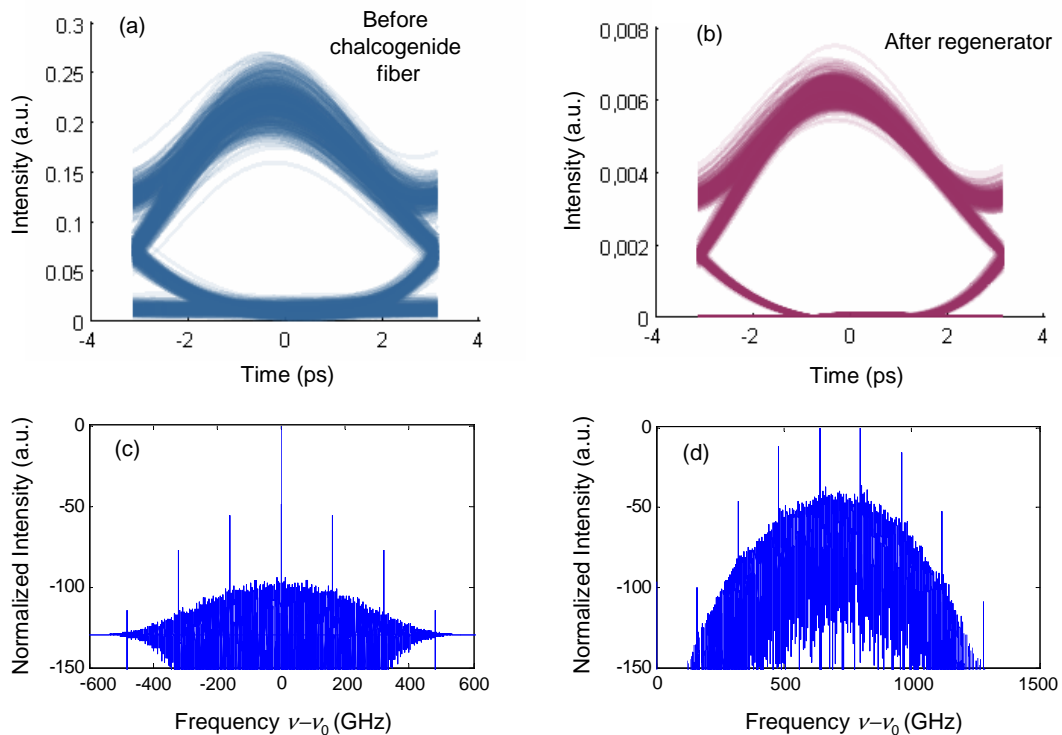 (a)
Before
chalcogenide
fiber
Intensity (a.u.)
0.3
0.25
0.2
0.15
0.1
0.05
0
-4
-2
0
2
4
Time (ps)
(b)
After regenerator
Intensity (a.u.)
0,008
0,006
0,004
0,002
0
-4
-2
0
2
4
Time (ps)
(c)
Normalized Intensity (a.u.)
0
-50
-100
-150
-600
-400
-200
0
200
400
600
Frequency ν−ν0 (GHz)
(d)
Normalized Intensity (a.u.)
0
-50
-100
-150
0
500
1000
1500
Frequency ν−ν0 (GHz)